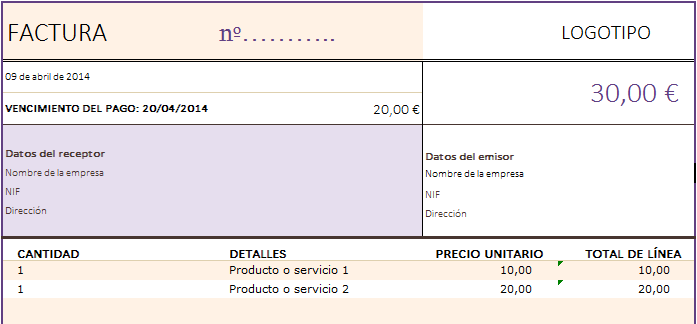 FACTURA nº……….. LOGOTIPO
09 de abril de 2014
30,00 €
VENCIMIENTO DEL PAGO: 20/04/2014 20,00 €
Datos del receptor
Nombre de la empresa
NIF
Dirección
Datos del emisor
Nombre de la empresa
NIF
Dirección
CANTIDAD DETALLES PRECIO UNITARIO TOTAL DE LÍNEA
1 Producto o servicio 1 10,00 10,00
1 Producto o servicio 2 20,00 20,00